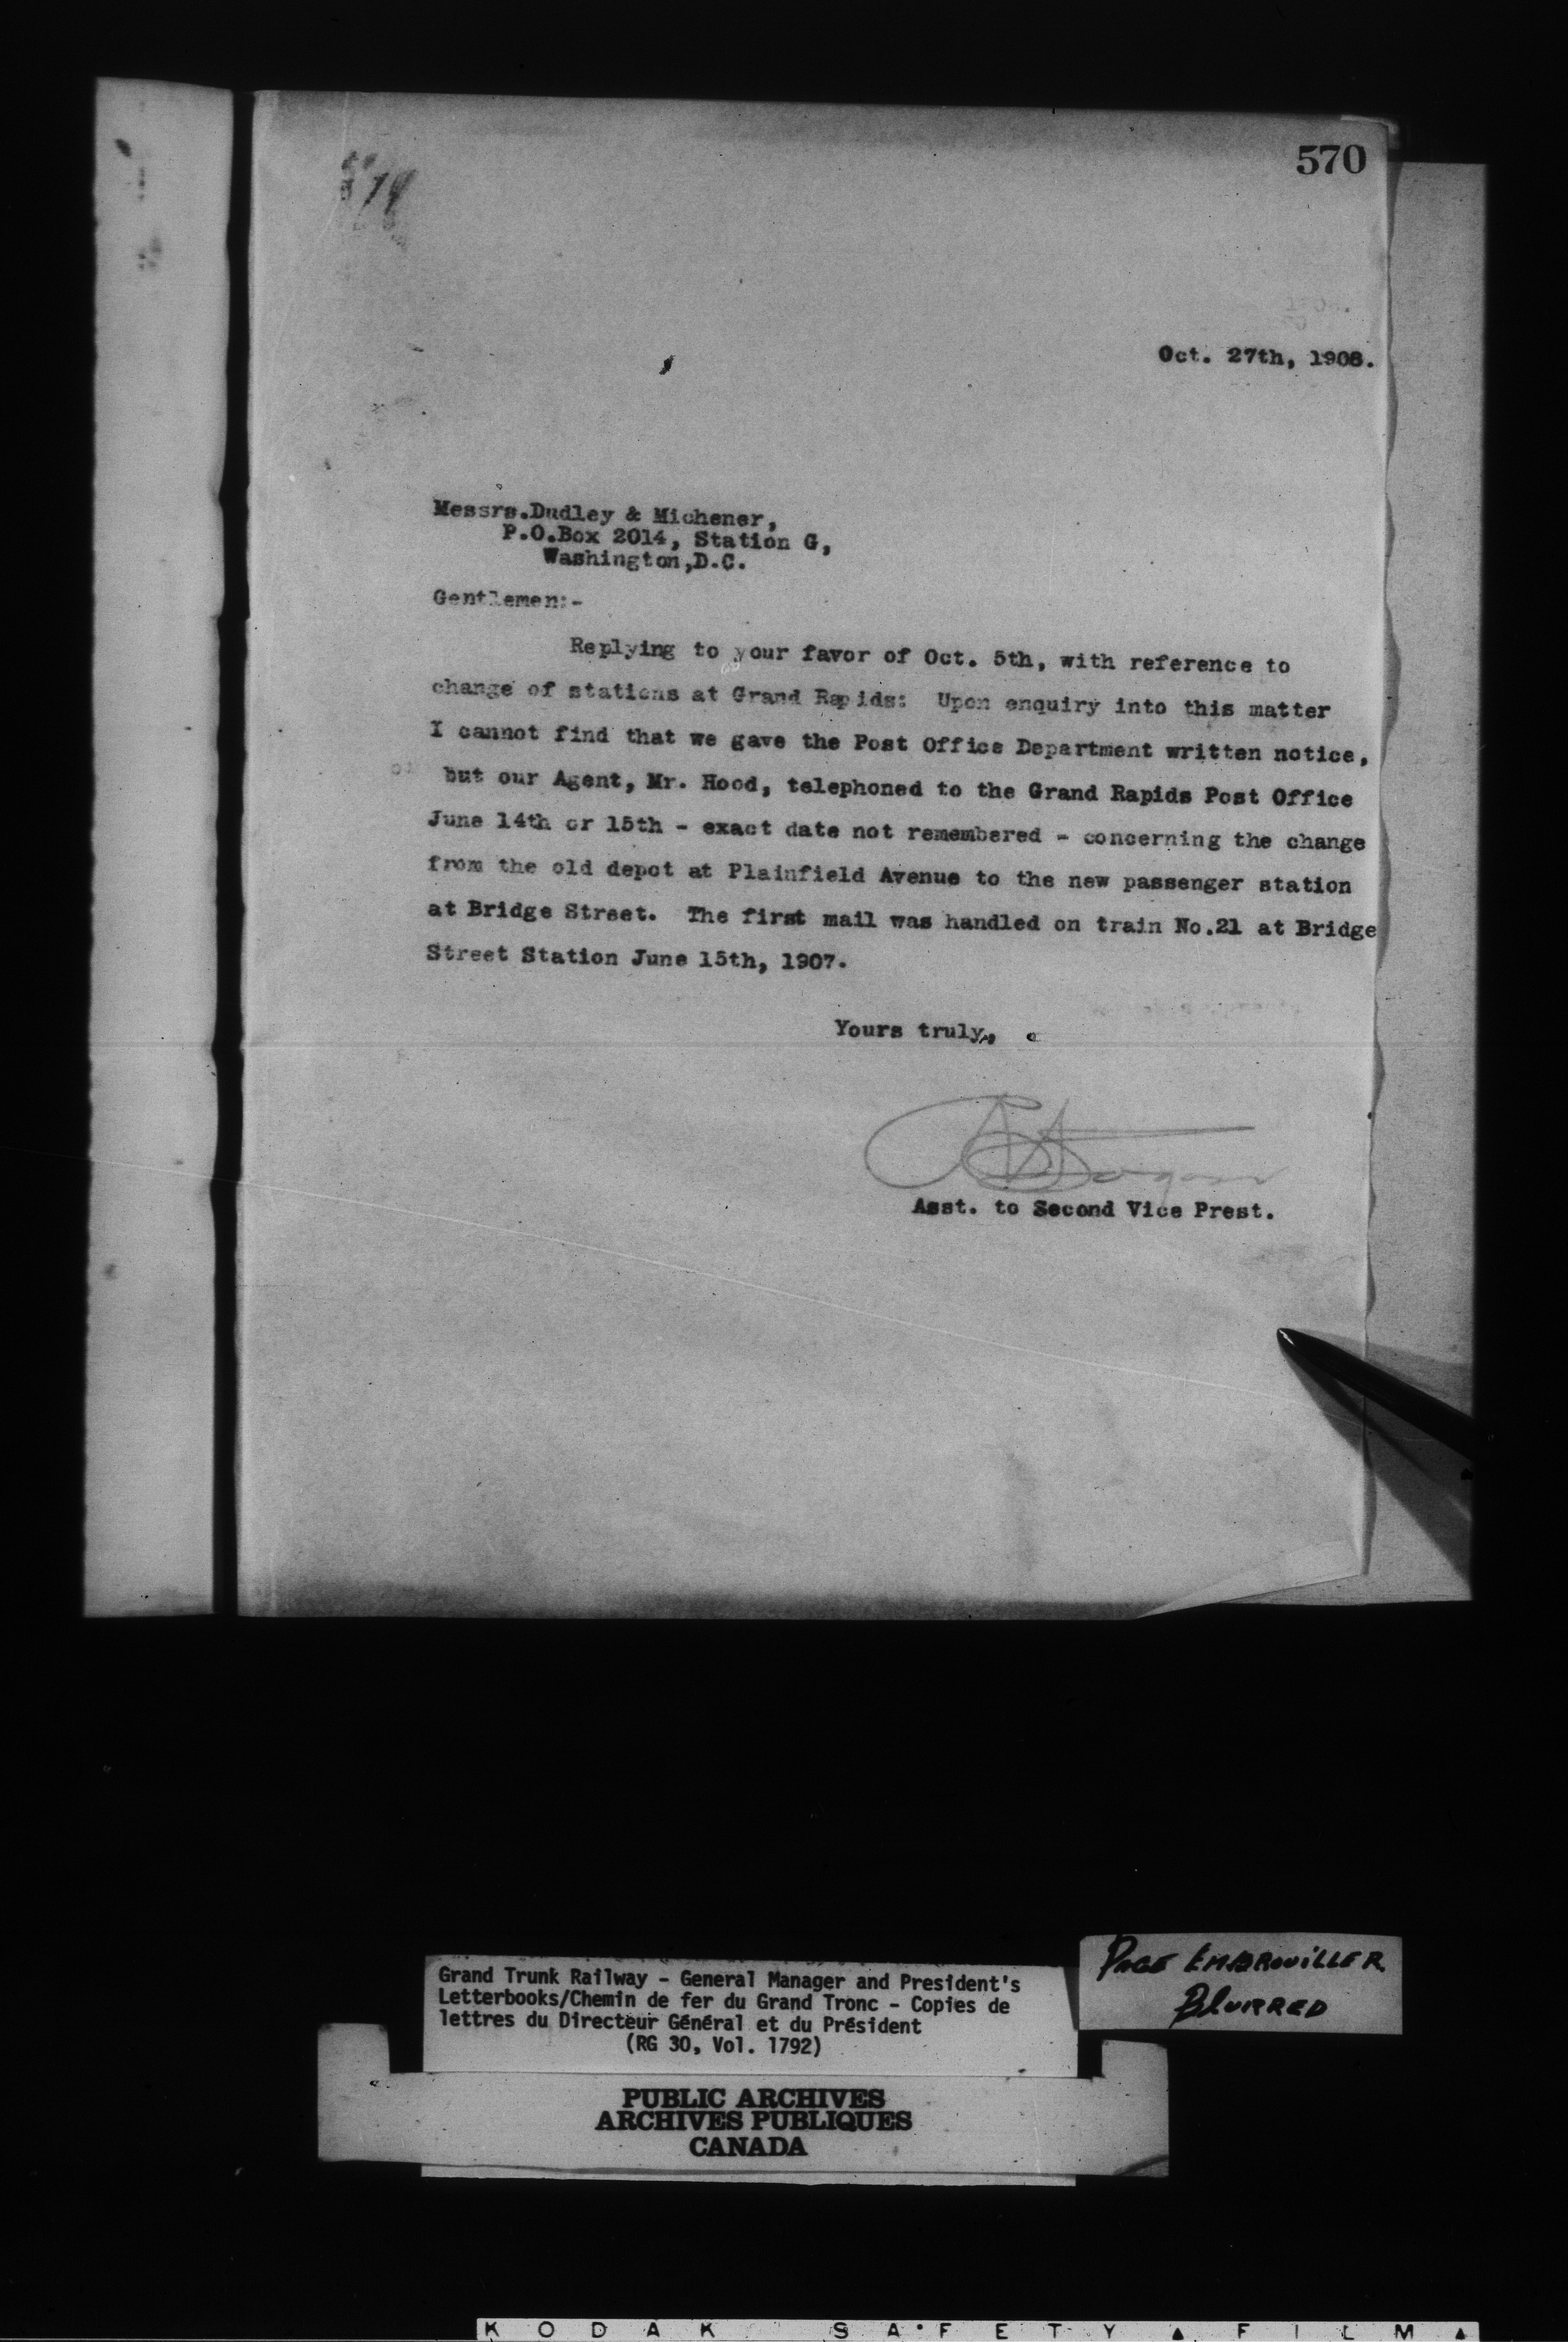 570
Oct. 27th, 1908.
Messrs.Dudley & Michener,
P.O.Box 2014, Station G,
Washington,D.C.
Gentlemen:-
Replying to your favor of Oct. 5th, with reference to
change of stations at Grand Rapids: Upon enquiry into this matter
I cannot find that we gave the Post Office Department written notice,
but our Agent, Mr. Hood, telephoned to the Grand Rapids Post Office
June 14th or 15th - exact date not remembered - concerning the change
from the old depot at Plainfield Avenue to the new passenger station
at Bridge Street. The first mail was handled on train No.21 at Bridge
Street Station June 15th, 1907.
Yours truly,
Asst. to Second Vice Prest.
Grand Trunk Railway - General Manager and President's
Letterbooks/Chemin de fer du Grand Tronc - Copies de
lettres du Directeur Général et du Président
(RG 30, Vol. 1792)
PAGE EMBROUILLER
BLURRED
PUBLIC ARCHIVES
ARCHIVES PUBLIQUES
CANADA
KODAK SAFETY FILM